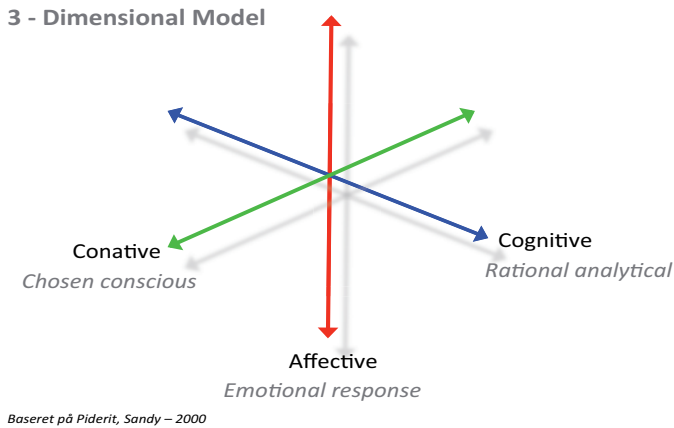 3 - Dimensional Model
Conative
Chosen conscious
Cognitive
Rational analytical
Affective
Emotional response
Baseret på Piderit, Sandy – 2000